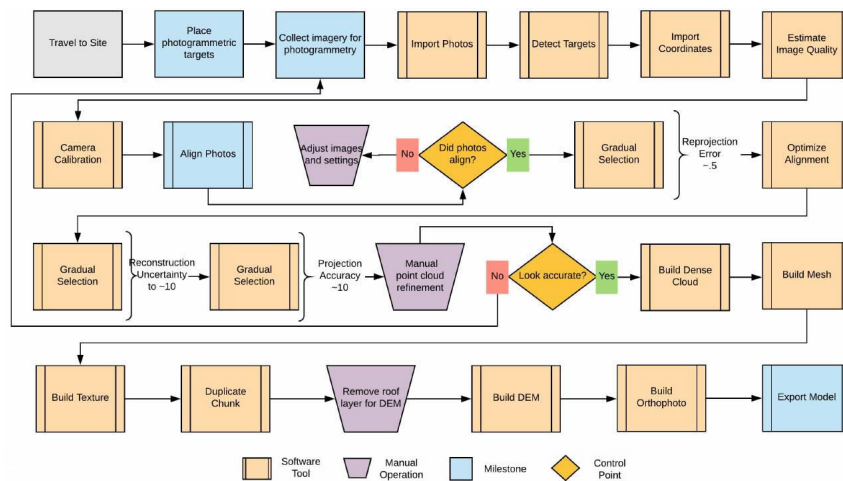 Travel to Site
Place
photogrammetric
targets
Collect imagery for
photogrammetry
Import Photos
Detect Targets
Import
Coordinates
Estimate
Image Quality
Camera
Calibration
Align Photos
Adjust images
and settings
No
Did photos
align?
Yes
Gradual
Selection
Reprojection
Error
~.5
Optimize
Alignment
Gradual
Selection
Reconstruction
Uncertainty
to ~10
Gradual
Selection
Projection
Accuracy
~10
Manual
point cloud
refinement
No
Look accurate?
Yes
Build Dense
Cloud
Build Mesh
Build Texture
Duplicate
Chunk
Remove roof
layer for DEM
Build DEM
Build
Orthophoto
Export Model
Software
Tool
Manual
Operation
Milestone
Control
Point